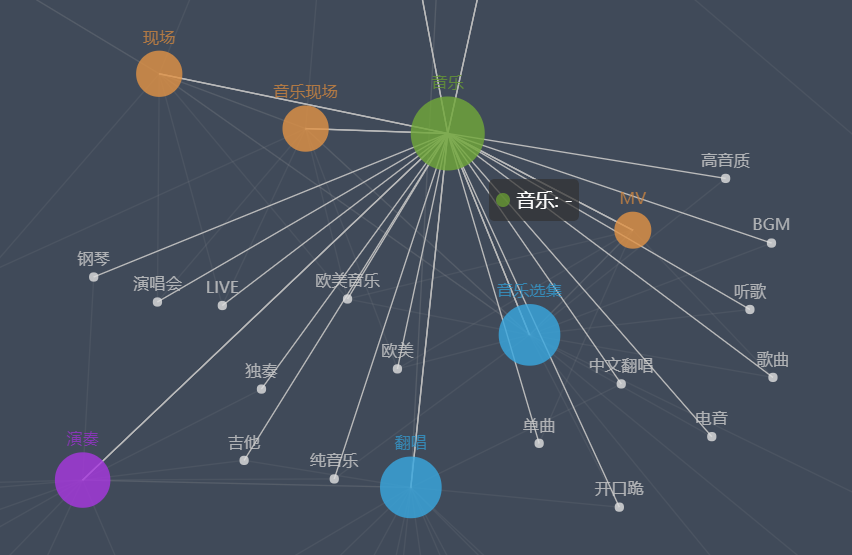 现场
音乐
音乐现场
高音质
音乐: -
MV
BGM
钢琴
演唱会
LIVE
欧美音乐
音乐选集
听歌
欧美
独奏
中文翻唱
歌曲
单曲
电音
演奏
吉他
翻唱
纯音乐
开口跪